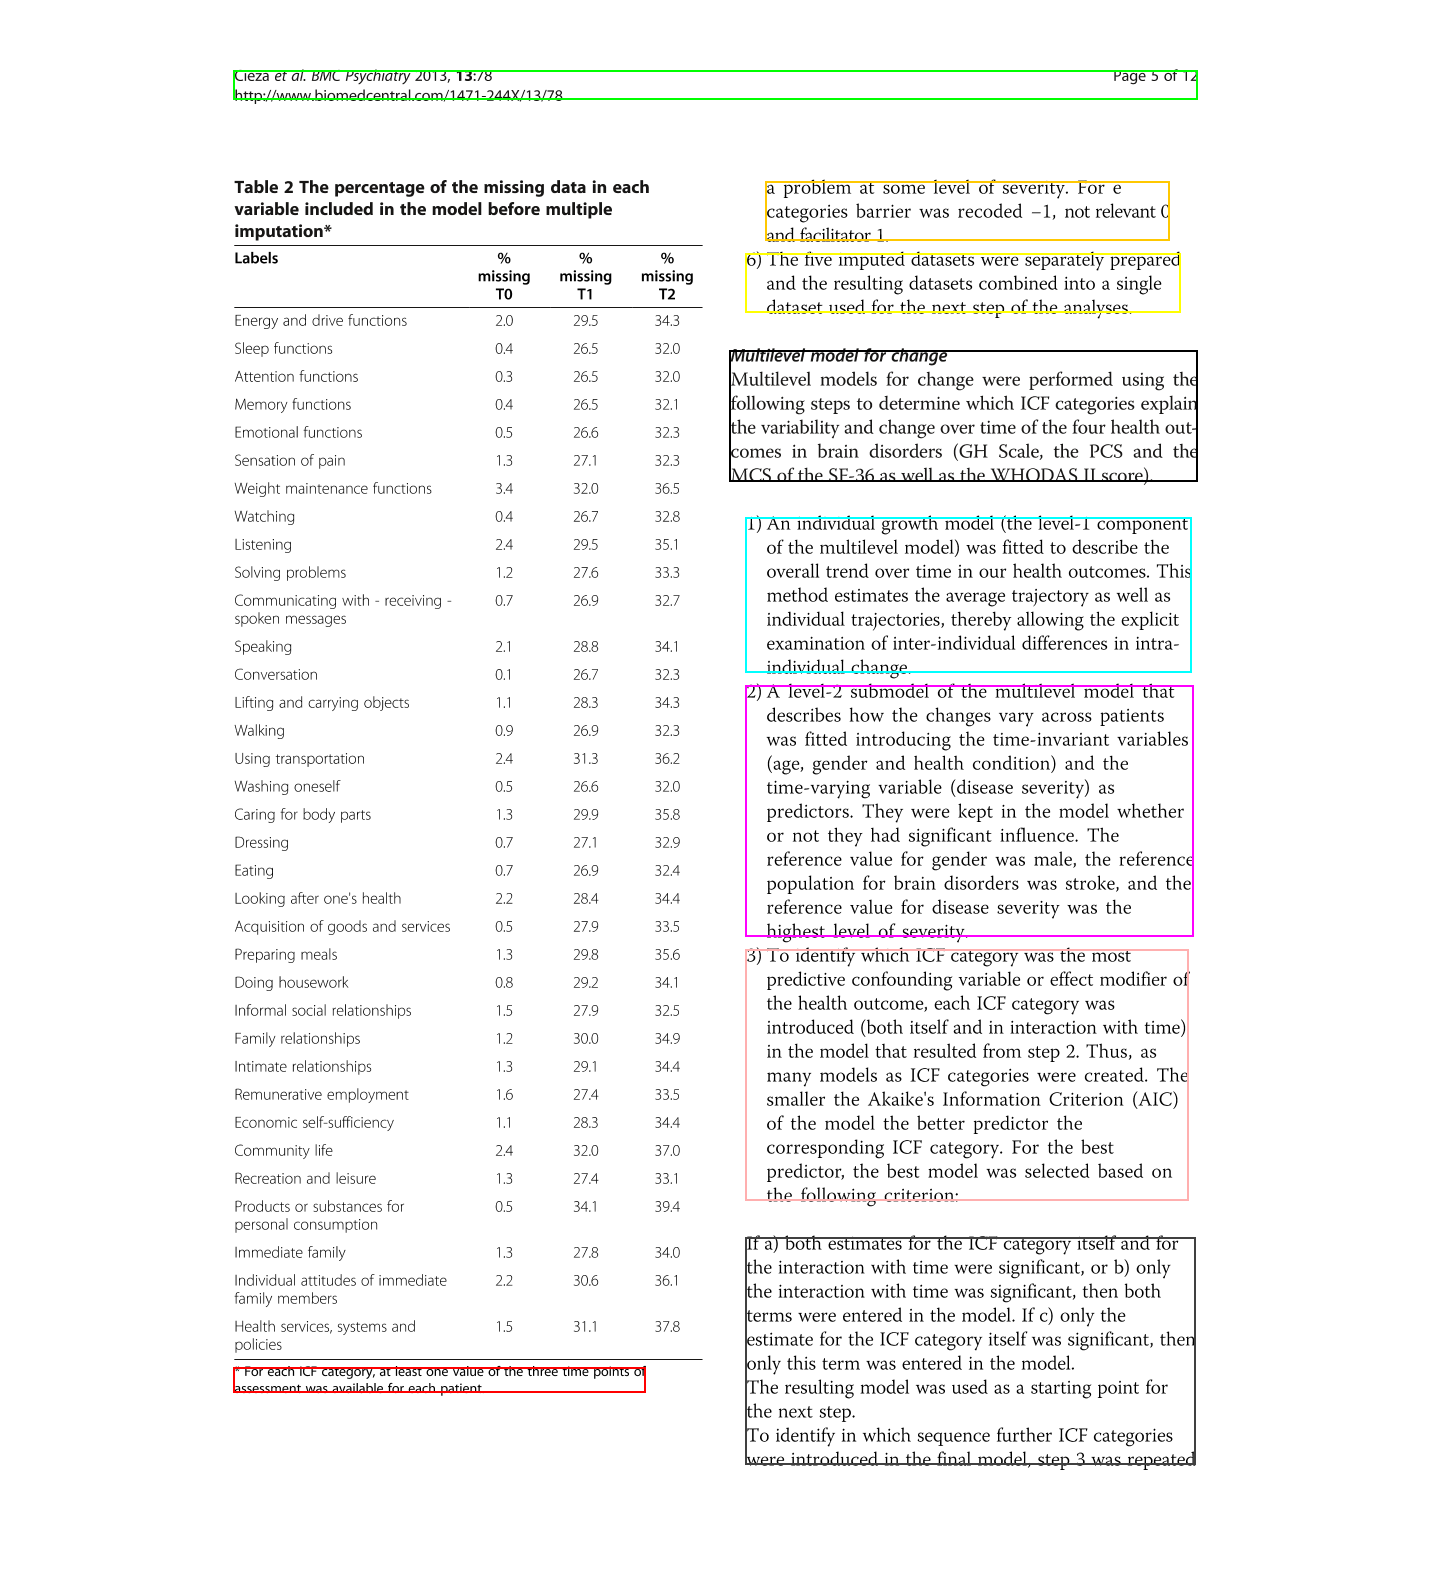 Cieza et al. BMC Psychiatry 2013, 13:78 Page 5 of 12
http://www.biomedcentral.com/1471-244X/13/78
Table 2 The percentage of the missing data in each
variable included in the model before multiple
imputation*
Labels % missing T0 % missing T1 % missing T2
Energy and drive functions 2.0 29.5 34.3
Sleep functions 0.4 26.5 32.0
Attention functions 0.3 26.5 32.0
Memory functions 0.4 26.5 32.1
Emotional functions 0.5 26.6 32.3
Sensation of pain 1.3 27.1 32.3
Weight maintenance functions 3.4 32.0 36.5
Watching 0.4 26.7 32.8
Listening 2.4 29.5 35.1
Solving problems 1.2 27.6 33.3
Communicating with - receiving - 0.7 26.9 32.7
spoken messages
Speaking 2.1 28.8 34.1
Conversation 0.1 26.7 32.3
Lifting and carrying objects 1.1 28.3 34.3
Walking 0.9 26.9 32.3
Using transportation 2.4 31.3 36.2
Washing oneself 0.5 26.6 32.0
Caring for body parts 1.3 29.9 35.8
Dressing 0.7 27.1 32.9
Eating 0.7 26.9 32.4
Looking after one's health 2.2 28.4 34.4
Acquisition of goods and services 0.5 27.9 33.5
Preparing meals 1.3 29.8 35.6
Doing housework 0.8 29.2 34.1
Informal social relationships 1.5 27.9 32.5
Family relationships 1.2 30.0 34.9
Intimate relationships 1.3 29.1 34.4
Remunerative employment 1.6 27.4 33.5
Economic self-sufficiency 1.1 28.3 34.4
Community life 2.4 32.0 37.0
Recreation and leisure 1.3 27.4 33.1
Products or substances for 0.5 34.1 39.4
personal consumption
Immediate family 1.3 27.8 34.0
Individual attitudes of immediate 2.2 30.6 36.1
family members
Health services, systems and 1.5 31.1 37.8
policies
* For each ICF category, at least one value of the three time points of
assessment was available for each patient.
a problem at some level of severity. For e
categories barrier was recoded −1, not relevant 0
and facilitator 1.
6) The five imputed datasets were separately prepared
and the resulting datasets combined into a single
dataset used for the next step of the analyses.
Multilevel model for change
Multilevel models for change were performed using the
following steps to determine which ICF categories explain
the variability and change over time of the four health out-
comes in brain disorders (GH Scale, the PCS and the
MCS of the SF-36 as well as the WHODAS II score).
1) An individual growth model (the level-1 component
of the multilevel model) was fitted to describe the
overall trend over time in our health outcomes. This
method estimates the average trajectory as well as
individual trajectories, thereby allowing the explicit
examination of inter-individual differences in intra-
individual change.
2) A level-2 submodel of the multilevel model that
describes how the changes vary across patients
was fitted introducing the time-invariant variables
(age, gender and health condition) and the
time-varying variable (disease severity) as
predictors. They were kept in the model whether
or not they had significant influence. The
reference value for gender was male, the reference
population for brain disorders was stroke, and the
reference value for disease severity was the
highest level of severity.
3) To identify which ICF category was the most
predictive confounding variable or effect modifier of
the health outcome, each ICF category was
introduced (both itself and in interaction with time)
in the model that resulted from step 2. Thus, as
many models as ICF categories were created. The
smaller the Akaike's Information Criterion (AIC)
of the model the better predictor the
corresponding ICF category. For the best
predictor, the best model was selected based on
the following criterion:
If a) both estimates for the ICF category itself and for
the interaction with time were significant, or b) only
the interaction with time was significant, then both
terms were entered in the model. If c) only the
estimate for the ICF category itself was significant, then
only this term was entered in the model.
The resulting model was used as a starting point for
the next step.
To identify in which sequence further ICF categories
were introduced in the final model, step 3 was repeated